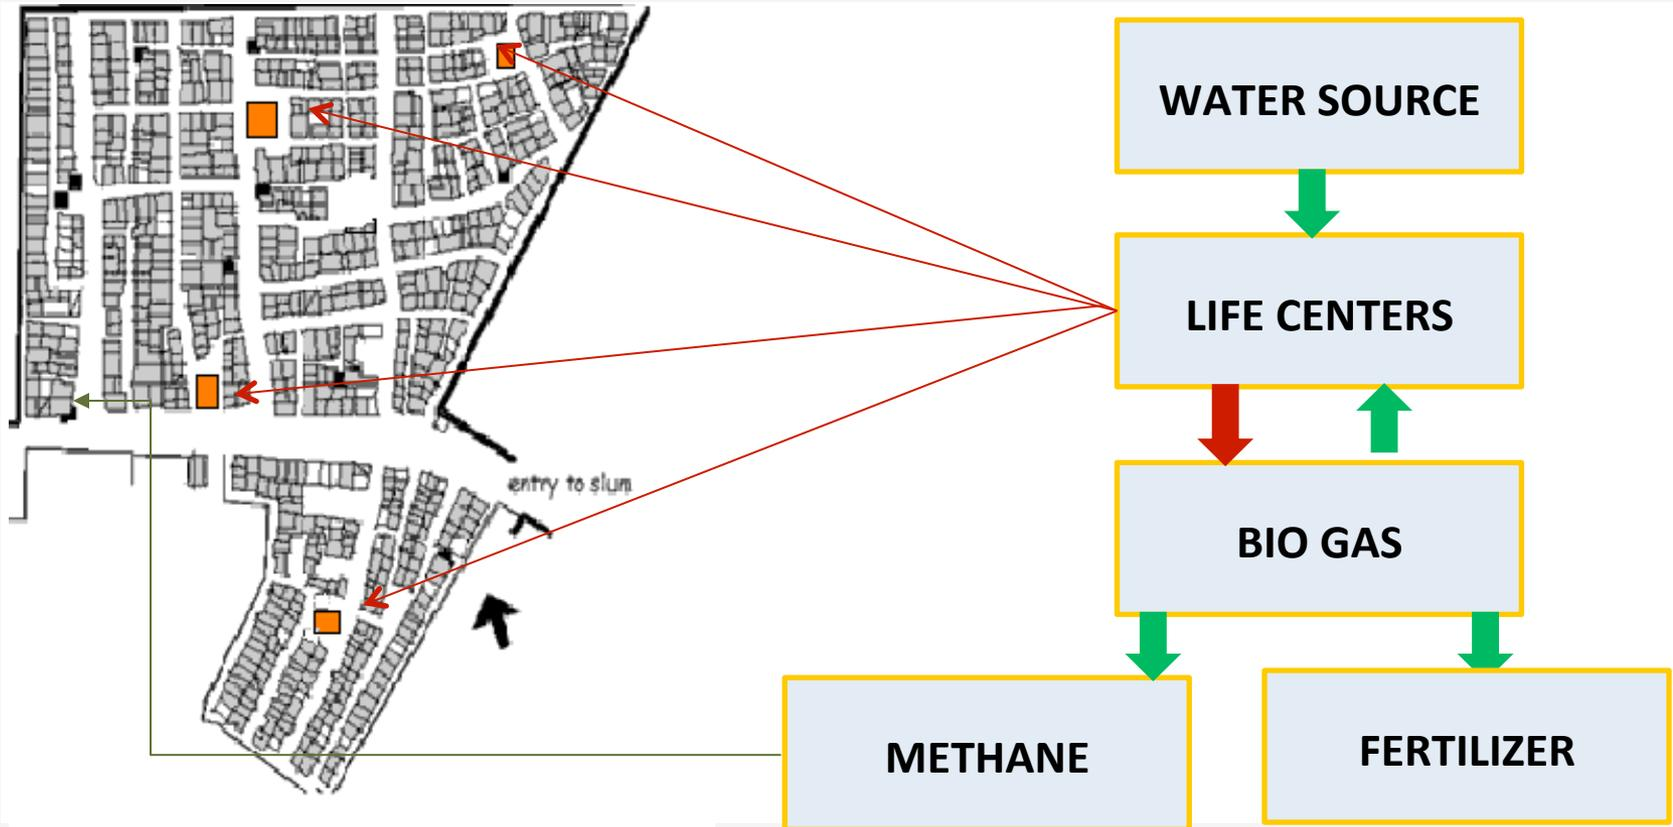 WATER SOURCE
LIFE CENTERS
entry to slum
BIO GAS
METHANE
FERTILIZER